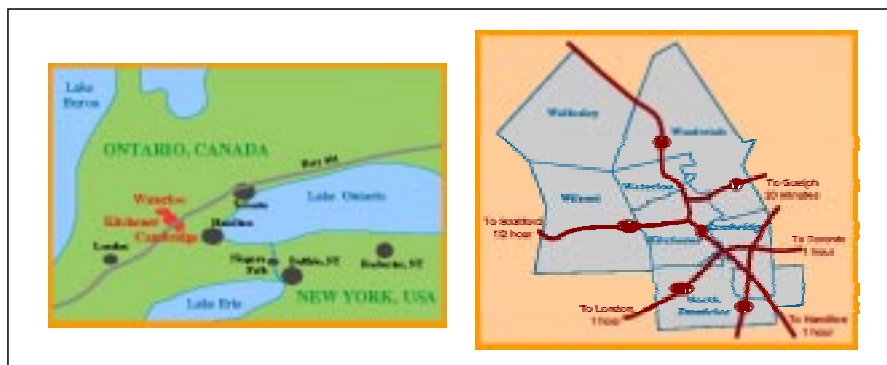 Lake
Huron
ONTARIO, CANADA
Hwy 401
Waterloo
Kitchener
Cambridge
Toronto
Lake Ontario
Hamilton
London
Niagara
Falls
Buffalo, NY
Rochester, NY
Lake Erie
NEW YORK, USA
Wellesley
Woolwich
Waterloo
Wilmot
To Guelph
20 minutes
To Stratford
1/2 hour
Kitchener
Cambridge
To Toronto
1 hour
To London
1 hour
North
Dumfries
To Hamilton
1 hour